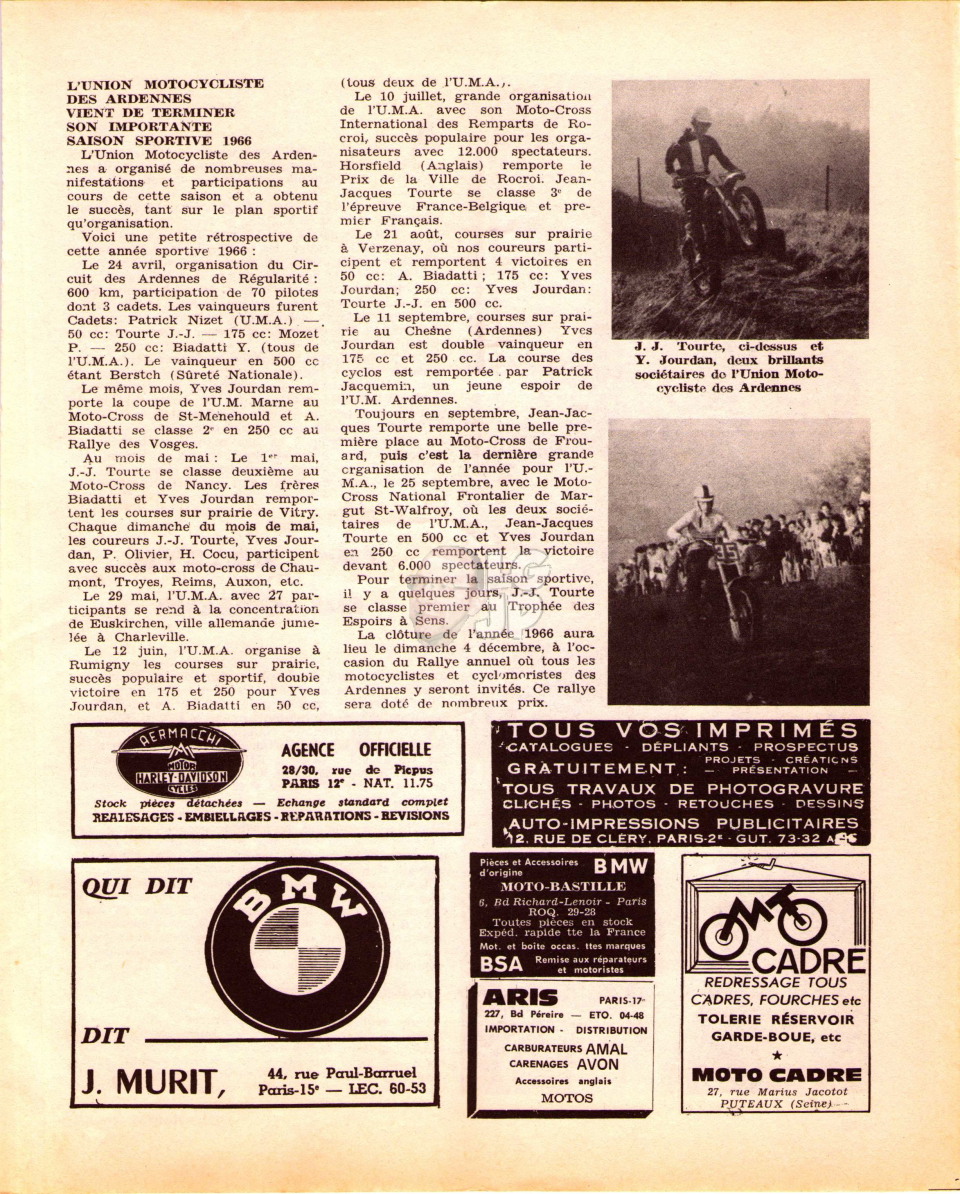 L'UNION MOTOCYCLISTE
DES ARDENNES
VIENT DE TERMINER
SON IMPORTANTE
SAISON SPORTIVE 1966
L'Union Motocycliste des Arden-
nes a organisé de nombreuses ma-
nifestations et participations au
cours de cette saison et a obtenu
le succès, tant sur le plan sportif
qu'organisation.
Voici une petite rétrospective de
cette année sportive 1966 :
Le 24 avril, organisation du Cir-
cuit des Ardennes de Régularité :
600 km, participation de 70 pilotes
dont 3 cadets. Les vainqueurs furent
Cadets: Patrick Nizet (U.M.A.) —
50 cc: Tourte J.-J. — 175 cc: Mozet
P. — 250 cc: Biadatti Y. (tous de
l'U.M.A.). Le vainqueur en 500 cc
étant Berstch (Sûreté Nationale).
Le même mois, Yves Jourdan rem-
porte la coupe de l'U.M. Marne au
Moto-Cross de St-Menehould et A.
Biadatti se classe 2e en 250 cc au
Rallye des Vosges.
Au mois de mai : Le 1er mai,
J.-J. Tourte se classe deuxième au
Moto-Cross de Nancy. Les frères
Biadatti et Yves Jourdan rempor-
tent les courses sur prairie de Vitry.
Chaque dimanche du mois de mai,
les coureurs J.-J. Tourte, Yves Jour-
dan, P. Olivier, H. Cocu, participent
avec succès aux moto-cross de Chau-
mont, Troyes, Reims, Auxon, etc.
Le 29 mai, l'U.M.A. avec 27 par-
ticipants se rend à la concentration
de Euskirchen, ville allemande jume-
lée à Charleville.
Le 12 juin, l'U.M.A. organise à
Rumigny les courses sur prairie,
succès populaire et sportif, double
victoire en 175 et 250 pour Yves
Jourdan, et A. Biadatti en 50 cc,
(tous deux de l'U.M.A.).
Le 10 juillet, grande organisation
de l'U.M.A. avec son Moto-Cross
International des Remparts de Ro-
croi, succès populaire pour les orga-
nisateurs avec 12.000 spectateurs.
Horsfield (Anglais) remporte le
Prix de la Ville de Rocroi. Jean-
Jacques Tourte se classe 3e de
l'épreuve France-Belgique et pre-
mier Français.
Le 21 août, courses sur prairie
à Verzenay, où nos coureurs parti-
cipent et remportent 4 victoires en
50 cc: A. Biadatti ; 175 cc: Yves
Jourdan; 250 cc: Yves Jourdan:
Tourte J.-J. en 500 cc.
Le 11 septembre, courses sur prai-
rie au Chesne (Ardennes) Yves
Jourdan est double vainqueur en
175 cc et 250 cc. La course des
cyclos est remportée par Patrick
Jacquemin, un jeune espoir de
l'U.M. Ardennes.
Toujours en septembre, Jean-Jac-
ques Tourte remporte une belle pre-
mière place au Moto-Cross de Frou-
ard, puis c'est la dernière grande
organisation de l'année pour l'U.-
M.A., le 25 septembre, avec le Moto-
Cross National Frontalier de Mar-
gut St-Walfroy, où les deux socié-
taires de l'U.M.A., Jean-Jacques
Tourte en 500 cc et Yves Jourdan
en 250 cc remportent la victoire
devant 6.000 spectateurs.
Pour terminer la saison sportive,
il y a quelques jours, J.-J. Tourte
se classe premier au Trophée des
Espoirs à Sens.
La clôture de l'année 1966 aura
lieu le dimanche 4 décembre, à l'oc-
casion du Rallye annuel où tous les
motocyclistes et cyclomoristes des
Ardennes y seront invités. Ce rallye
sera doté de nombreux prix.
J. J. Tourte, ci-dessus et
Y. Jourdan, deux brillants
sociétaires de l'Union Moto-
cycliste des Ardennes
AERMACCHI
MOTOR
HARLEY-DAVIDSON
CYCLES
AGENCE OFFICIELLE
28/30, rue de Picpus
PARIS 12e - NAT. 11.75
Stock pièces détachées — Echange standard complet
REALESAGES - EMBIELLAGES - REPARATIONS - REVISIONS
TOUS VOS IMPRIMÉS
CATALOGUES - DÉPLIANTS - PROSPECTUS
GRATUITEMENT : PROJETS - CRÉATIONS
— PRÉSENTATION —
TOUS TRAVAUX DE PHOTOGRAVURE
CLICHÉS - PHOTOS - RETOUCHES - DESSINS
AUTO-IMPRESSIONS PUBLICITAIRES
12, RUE DE CLÉRY, PARIS-2e - GUT. 73-32
QUI DIT
BMW
DIT
J. MURIT,
44, rue Paul-Barruel
Paris-15e — LEC. 60-53
Pièces et Accessoires
d'origine BMW
MOTO-BASTILLE
6, Bd Richard-Lenoir - Paris
ROQ. 29-28
Toutes pièces en stock
Expéd. rapide tte la France
Mot. et boîte occas. ttes marques
BSA Remise aux réparateurs
et motoristes
ARIS PARIS-17e
227, Bd Péreire — ETO. 04-48
IMPORTATION - DISTRIBUTION
CARBURATEURS AMAL
CARENAGES AVON
Accessoires anglais
MOTOS
MT
CADRE
REDRESSAGE TOUS
CADRES, FOURCHES etc
TOLERIE RÉSERVOIR
GARDE-BOUE, etc
MOTO CADRE
27, rue Marius Jacotot
PUTEAUX (Seine)